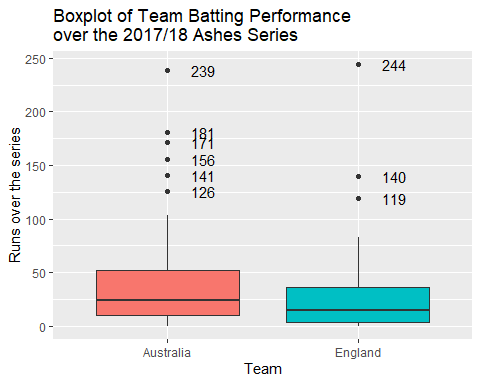 Boxplot of Team Batting Performance
over the 2017/18 Ashes Series
Runs over the series
250
200
150
100
50
0
239
181
171
156
141
126
244
140
119
Australia
England
Team